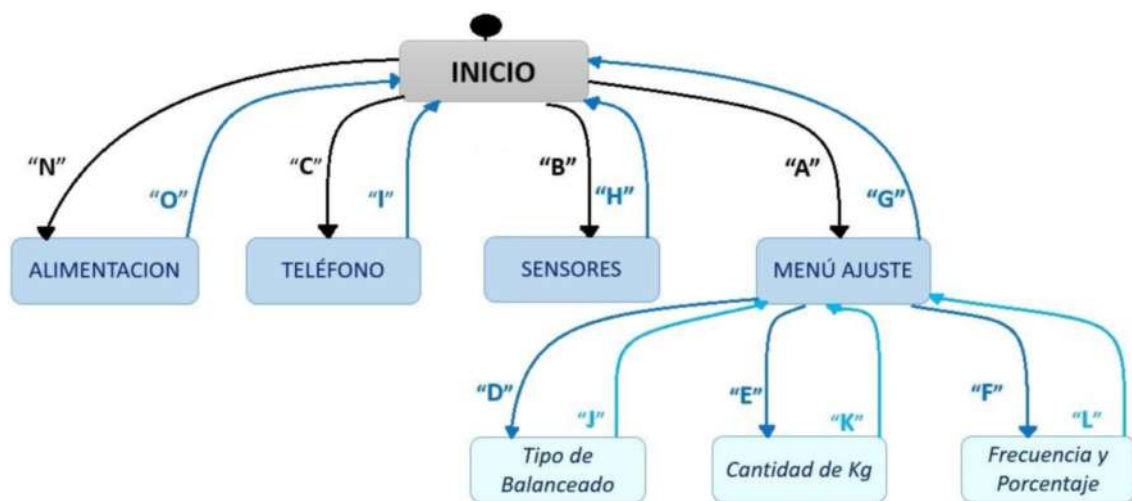 INICIO
“N”
“O”
“C”
“I”
“B”
“H”
“A”
“G”
ALIMENTACION
TELÉFONO
SENSORES
MENÚ AJUSTE
“D”
“J”
“E”
“K”
“F”
“L”
Tipo de
Balanceado
Cantidad de Kg
Frecuencia y
Porcentaje